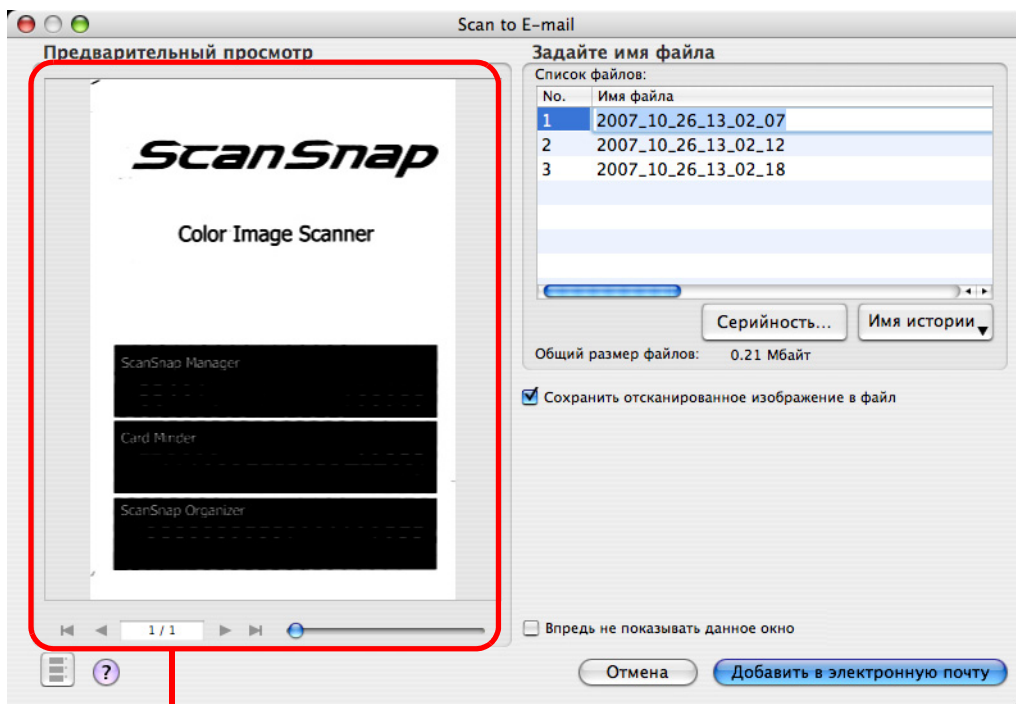 Scan to E-mail
Предварительный просмотр
ScanSnap
Color Image Scanner
ScanSnap Manager
Card Minder
ScanSnap Organizer
1 / 1
?
Задайте имя файла
Список файлов:
No. Имя файла
1 2007_10_26_13_02_07
2 2007_10_26_13_02_12
3 2007_10_26_13_02_18
Серийность... Имя истории
Общий размер файлов: 0.21 Мбайт
Сохранить отсканированное изображение в файл
Впредь не показывать данное окно
Отмена Добавить в электронную почту